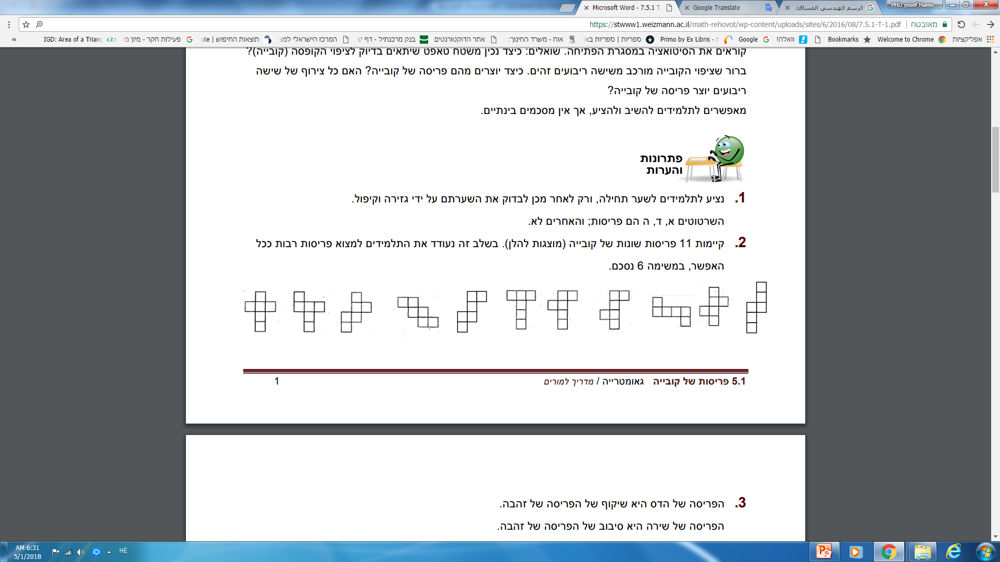 Microsoft Word - 7.5.1 T
Google Translate
الرسم الهندسي المساقط
PHD yosef Hamo...
https://stwww1.weizmann.ac.il/math-rehovot/wp-content/uploads/sites/6/2016/08/7.5.1-T-1.pdf
מאובטח
אפליקציות
Welcome to Chrome
Bookmarks
וואלה!
Google
Primo by Ex Libris -
ספריות | ספריות באו
אוח - משרד החינוך:
אתר הדוקטורנטים
בנק מרכנתיל - דף יצ
המרכז הישראלי למצ
תוצאות החיפוש | ute
פעילות חקר - מיון מי
IGD: Area of a Triang
«
קוראים את הסיטואציה במסגרת הפתיחה. שואלים: כיצד נכין משטח טאפט שיתאים בדיוק לציפוי הקופסה (קובייה)?
ברור שציפוי הקובייה מורכב משישה ריבועים זהים. כיצד יוצרים מהם פריסה של קובייה? האם כל צירוף של שישה
ריבועים יוצר פריסה של קובייה?
מאפשרים לתלמידים להשיב ולהציע, אך אין מסכמים בינתיים.
פתרונות
והערות
1. נציע לתלמידים לשער תחילה, ורק לאחר מכן לבדוק את השערתם על ידי גזירה וקיפול.
השרטוטים א, ד, ה הם פריסות; והאחרים לא.
2. קיימות 11 פריסות שונות של קובייה (מוצגות להלן). בשלב זה נעודד את התלמידים למצוא פריסות רבות ככל
האפשר, במשימה 6 נסכם.
5.1 פריסות של קובייה גאומטרייה / מדריך למורים 1
3. הפריסה של הדס היא שיקוף של הפריסה של זהבה.
הפריסה של שירה היא סיבוב של הפריסה של זהבה.
HE
AM 6:31
5/1/2018